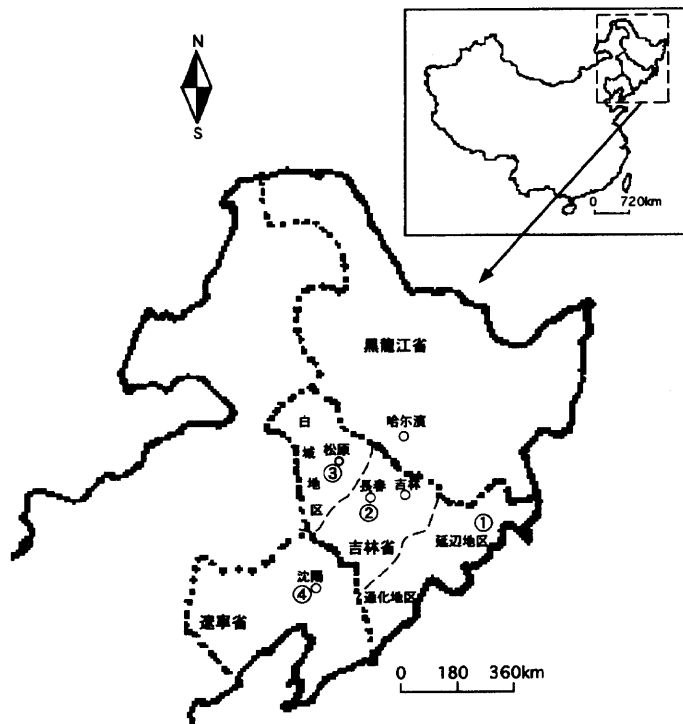 N
S
0 720km
黒龍江省
哈尔濱
白城地区
松原
③
長春
②
吉林
①
延辺地区
吉林省
通化地区
沈陽
④
遼寧省
0 180 360km